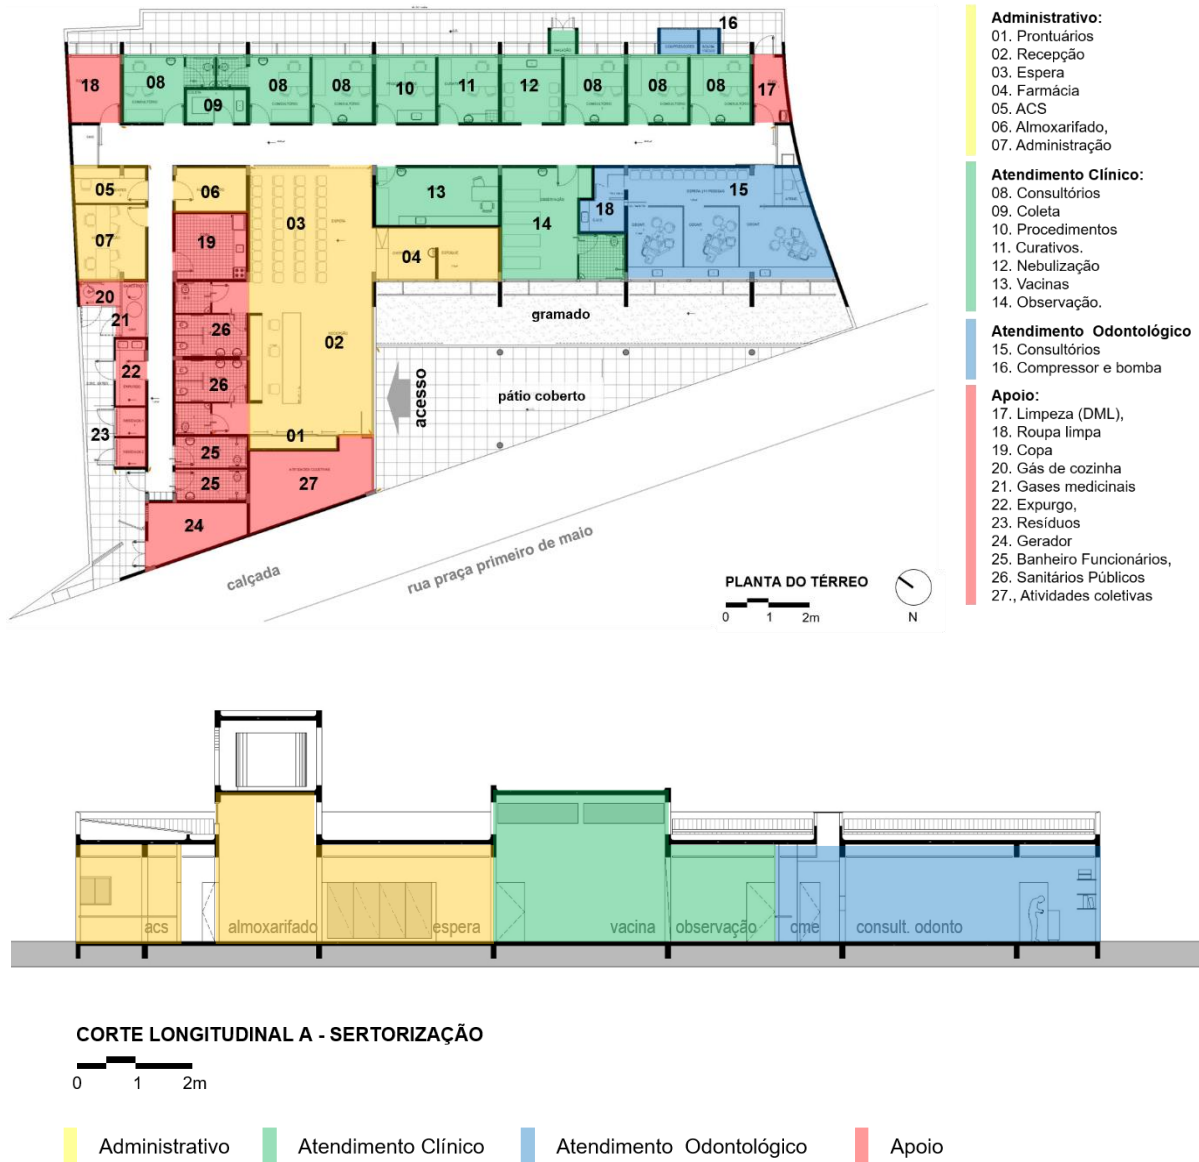 16
Administrativo:
01. Prontuários
02. Recepção
03. Espera
04. Farmácia
05. ACS
06. Almoxarifado,
07. Administração
Atendimento Clínico:
08. Consultórios
09. Coleta
10. Procedimentos
11. Curativos.
12. Nebulização
13. Vacinas
14. Observação.
Atendimento Odontológico
15. Consultórios
16. Compressor e bomba
Apoio:
17. Limpeza (DML),
18. Roupa limpa
19. Copa
20. Gás de cozinha
21. Gases medicinais
22. Expurgo,
23. Resíduos
24. Gerador
25. Banheiro Funcionários,
26. Sanitários Públicos
27., Atividades coletivas
18 08 08 08 10 11 12 08 08 08 17
09
05 06 03 13 18 15
07 19 14 04
20
21
gramado
26 02
22
26
acesso
pátio coberto
23
01
25
25 27
24
calçada
rua praça primeiro de maio
PLANTA DO TÉRREO
0 1 2m
N
acs almoxarifado espera vacina observação cme consult. odonto
CORTE LONGITUDINAL A - SERTORIZAÇÃO
0 1 2m
Administrativo Atendimento Clínico Atendimento Odontológico Apoio